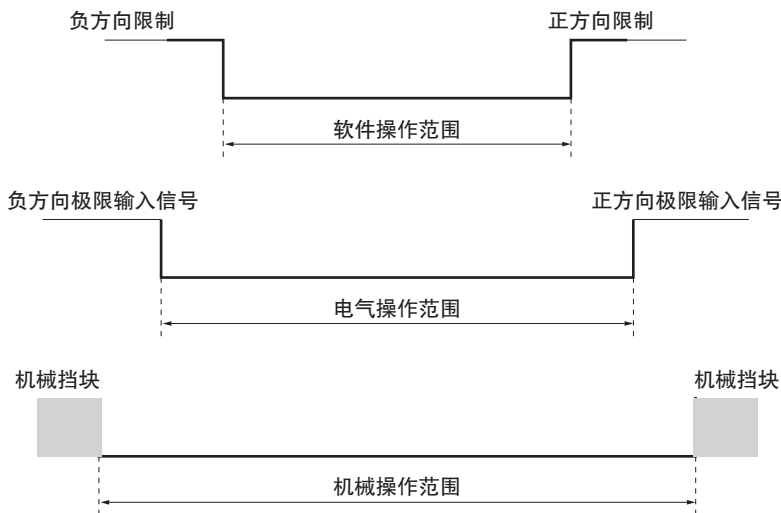 负方向限制
正方向限制
软件操作范围
负方向极限输入信号
正方向极限输入信号
电气操作范围
机械挡块
机械挡块
机械操作范围